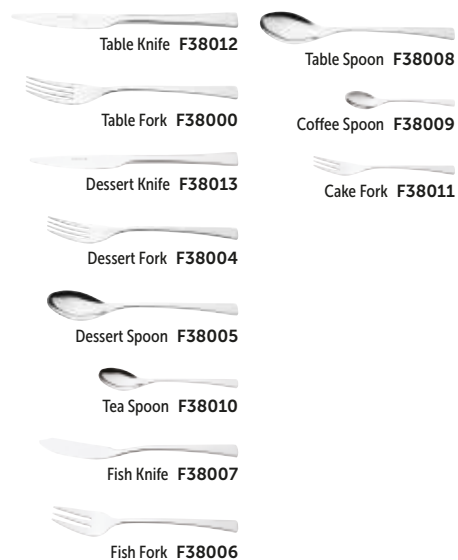 Table Knife F38012
Table Fork F38000
Dessert Knife F38013
Dessert Fork F38004
Dessert Spoon F38005
Tea Spoon F38010
Fish Knife F38007
Fish Fork F38006
Table Spoon F38008
Coffee Spoon F38009
Cake Fork F38011